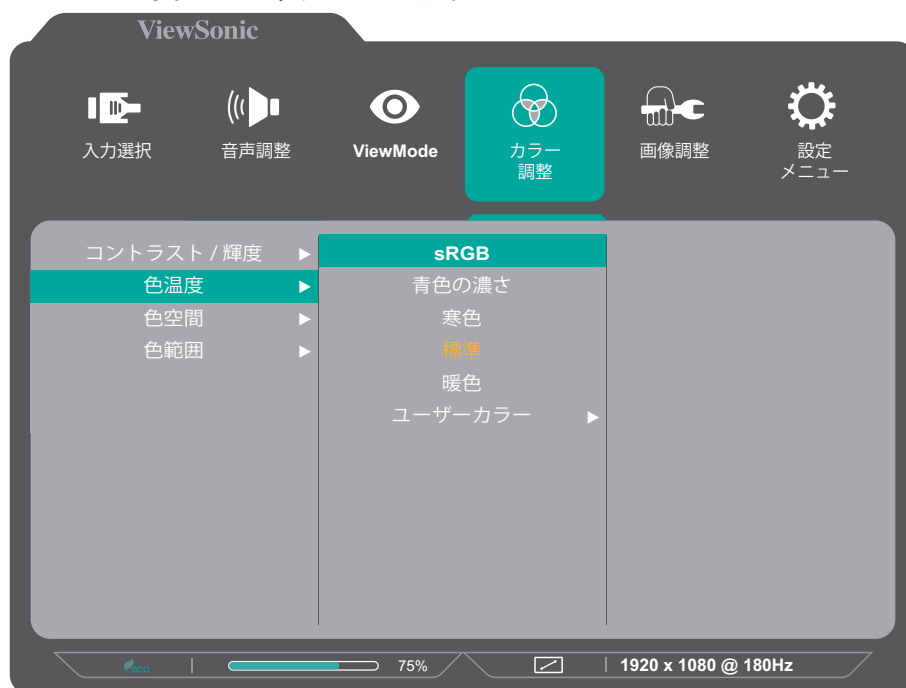 ViewSonic
入力選択
音声調整
ViewMode
カラー
調整
画像調整
設定
メニュー
コントラスト / 輝度 ▶
色温度 ▶
色空間 ▶
色範囲 ▶
sRGB
青色の濃さ
寒色
標準
暖色
ユーザーカラー ▶
eco
75%
1920 x 1080 @ 180Hz